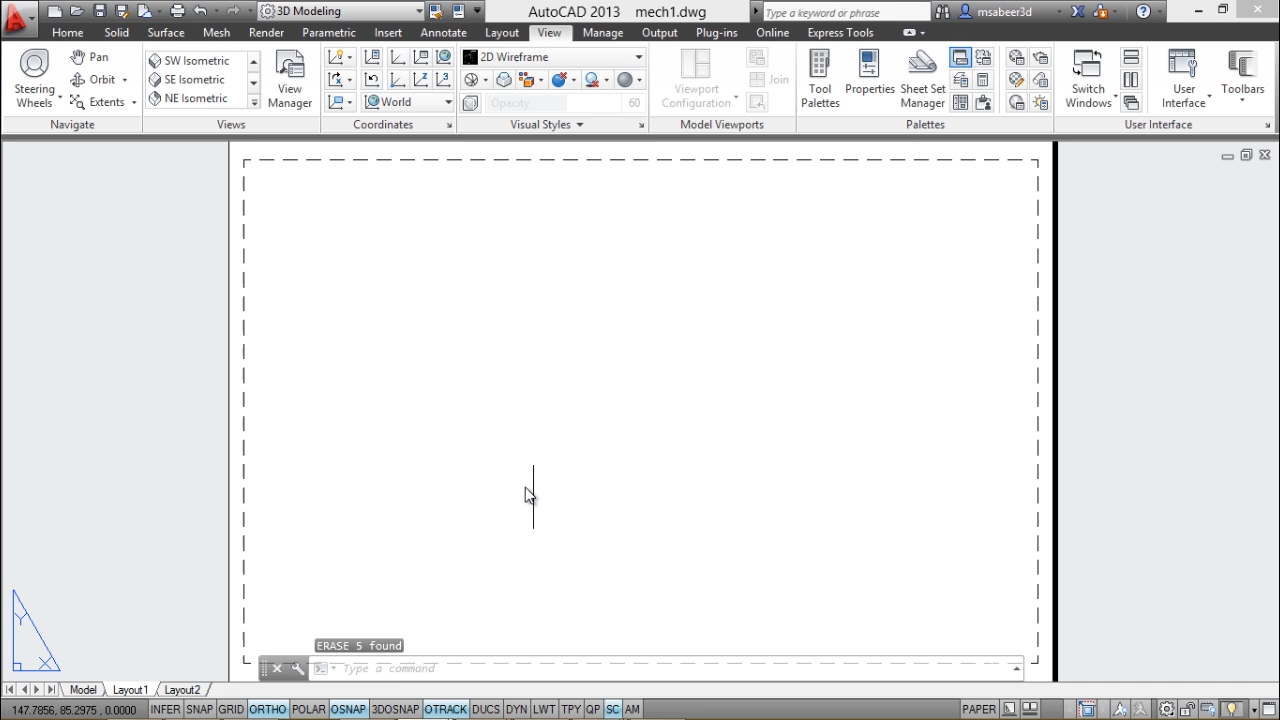 3D Modeling
AutoCAD 2013 mech1.dwg
Type a keyword or phrase
msabeer3d
Home Solid Surface Mesh Render Parametric Insert Annotate Layout View Manage Output Plug-ins Online Express Tools
Steering
Wheels
Pan
Orbit
Extents
Navigate
SW Isometric
SE Isometric
NE Isometric
View
Manager
Views
World
Coordinates
2D Wireframe
Opacity 60
Visual Styles
Viewport
Configuration
Join
Model Viewports
Tool
Palettes
Properties
Sheet Set
Manager
Palettes
Switch
Windows
User
Interface
Toolbars
User Interface
Y
X
ERASE 5 found
Type a command
Model Layout1 Layout2
147.7856, 85.2975, 0.0000 INFER SNAP GRID ORTHO POLAR OSNAP 3DOSNAP OTRACK DUCS DYN LWT TPY QP SC AM PAPER